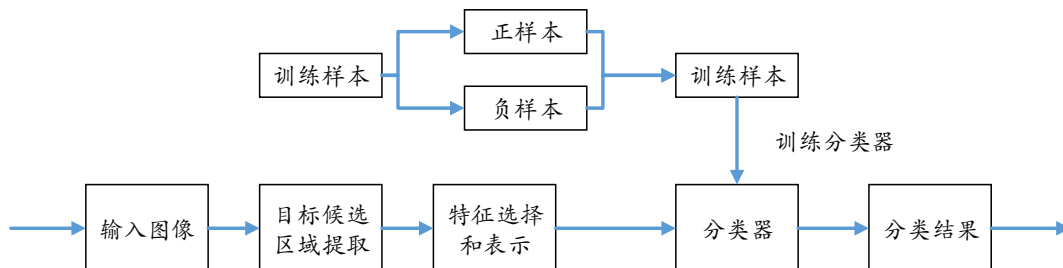 正样本
训练样本
训练样本
负样本
训练分类器
输入图像
目标候选
区域提取
特征选择
和表示
分类器
分类结果